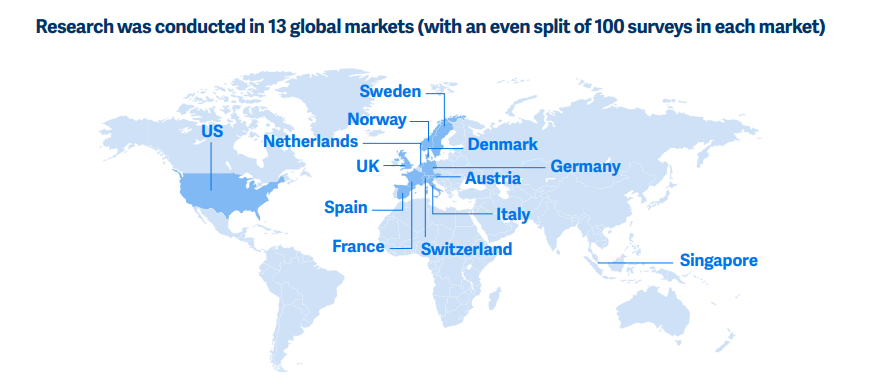 Research was conducted in 13 global markets (with an even split of 100 surveys in each market)
Sweden
Norway
US
Netherlands
Denmark
UK
Germany
Austria
Spain
Italy
France
Switzerland
Singapore